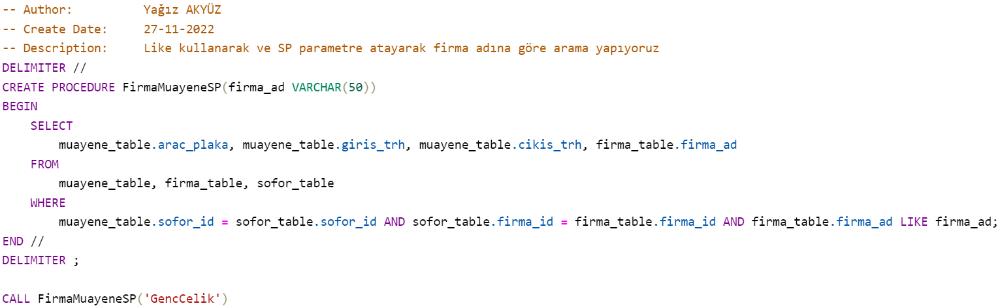 -- Author:          Yağız AKYÜZ
-- Create Date:     27-11-2022
-- Description:     Like kullanarak ve SP parametre atayarak firma adına göre arama yapıyoruz
DELIMITER //
CREATE PROCEDURE FirmaMuayeneSP(firma_ad VARCHAR(50))
BEGIN
    SELECT
        muayene_table.arac_plaka, muayene_table.giris_trh, muayene_table.cikis_trh, firma_table.firma_ad
    FROM
        muayene_table, firma_table, sofor_table
    WHERE
        muayene_table.sofor_id = sofor_table.sofor_id AND sofor_table.firma_id = firma_table.firma_id AND firma_table.firma_ad LIKE firma_ad;
END //
DELIMITER ;

CALL FirmaMuayeneSP('GencCelik')